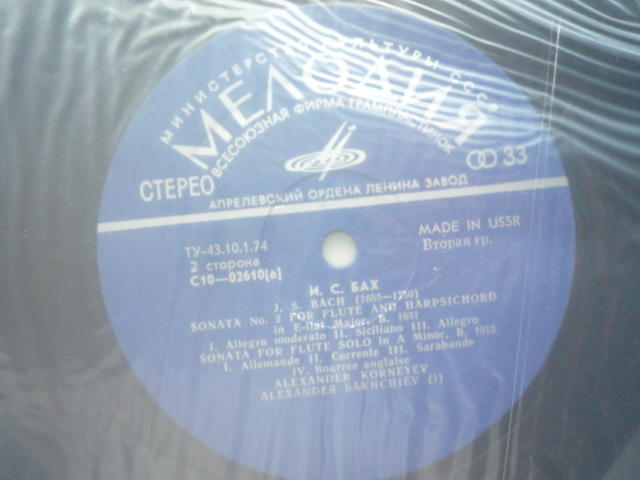 МИНИСТЕРСТВО КУЛЬТУРЫ СССР
МЕЛОДИЯ
ВСЕСОЮЗНАЯ ФИРМА ГРАМПЛАСТИНОК
СТЕРЕО
33
АПРЕЛЕВСКИЙ ОРДЕНА ЛЕНИНА ЗАВОД
ТУ-43.10.1.74
MADE IN USSR
2 сторона
Вторая гр.
С10—02610(а)
И. С. БАХ
J. S. BACH (1685—1750)
SONATA No. 2 FOR FLUTE AND HARPSICHORD
in E-flat Major, B. 1031
I. Allegro moderato II. Siciliano III. Allegro
SONATA FOR FLUTE SOLO in A Minor, B. 1013
I. Allemande II. Corrente III. Sarabande
IV. Bourrée anglaise
ALEXANDER KORNEYEV
ALEXANDER BAKHCHIEV (1)